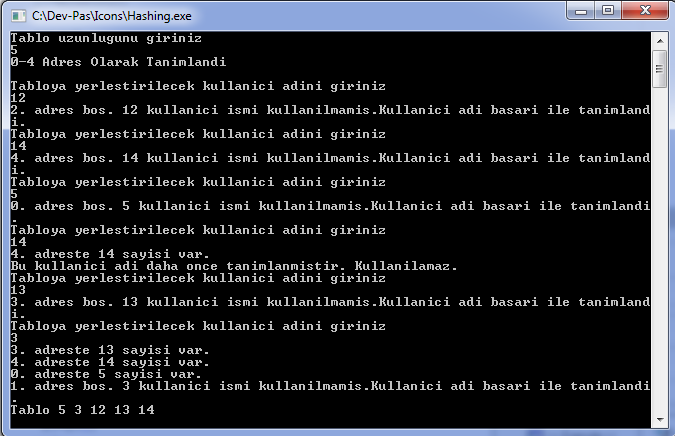 C:\Dev-Pas\Icons\Hashing.exe
Tablo uzunlugunu giriniz
5
0-4 Adres Olarak Tanimlandi
Tabloya yerlestirilecek kullanici adini giriniz
12
2. adres bos. 12 kullanici ismi kullanilmamis.Kullanici adi basari ile tanimland
i.
Tabloya yerlestirilecek kullanici adini giriniz
14
4. adres bos. 14 kullanici ismi kullanilmamis.Kullanici adi basari ile tanimland
i.
Tabloya yerlestirilecek kullanici adini giriniz
5
0. adres bos. 5 kullanici ismi kullanilmamis.Kullanici adi basari ile tanimlandi
.
Tabloya yerlestirilecek kullanici adini giriniz
14
4. adreste 14 sayisi var.
Bu kullanici adi daha once tanimlanmistir. Kullanilamaz.
Tabloya yerlestirilecek kullanici adini giriniz
13
3. adres bos. 13 kullanici ismi kullanilmamis.Kullanici adi basari ile tanimland
i.
Tabloya yerlestirilecek kullanici adini giriniz
3
3. adreste 13 sayisi var.
4. adreste 14 sayisi var.
0. adreste 5 sayisi var.
1. adres bos. 3 kullanici ismi kullanilmamis.Kullanici adi basari ile tanimlandi
.
Tablo 5 3 12 13 14